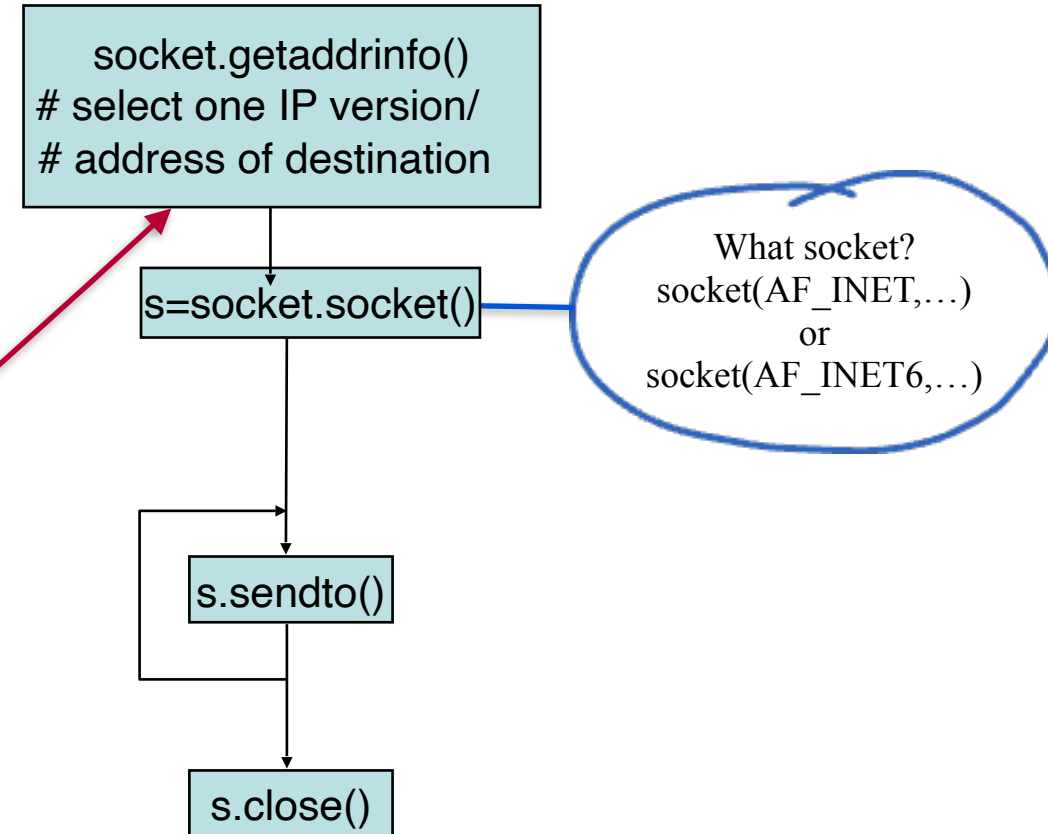 socket.getaddrinfo()
# select one IP version/
# address of destination
s=socket.socket()
What socket?
socket(AF_INET,…)
or
socket(AF_INET6,…)
s.sendto()
s.close()